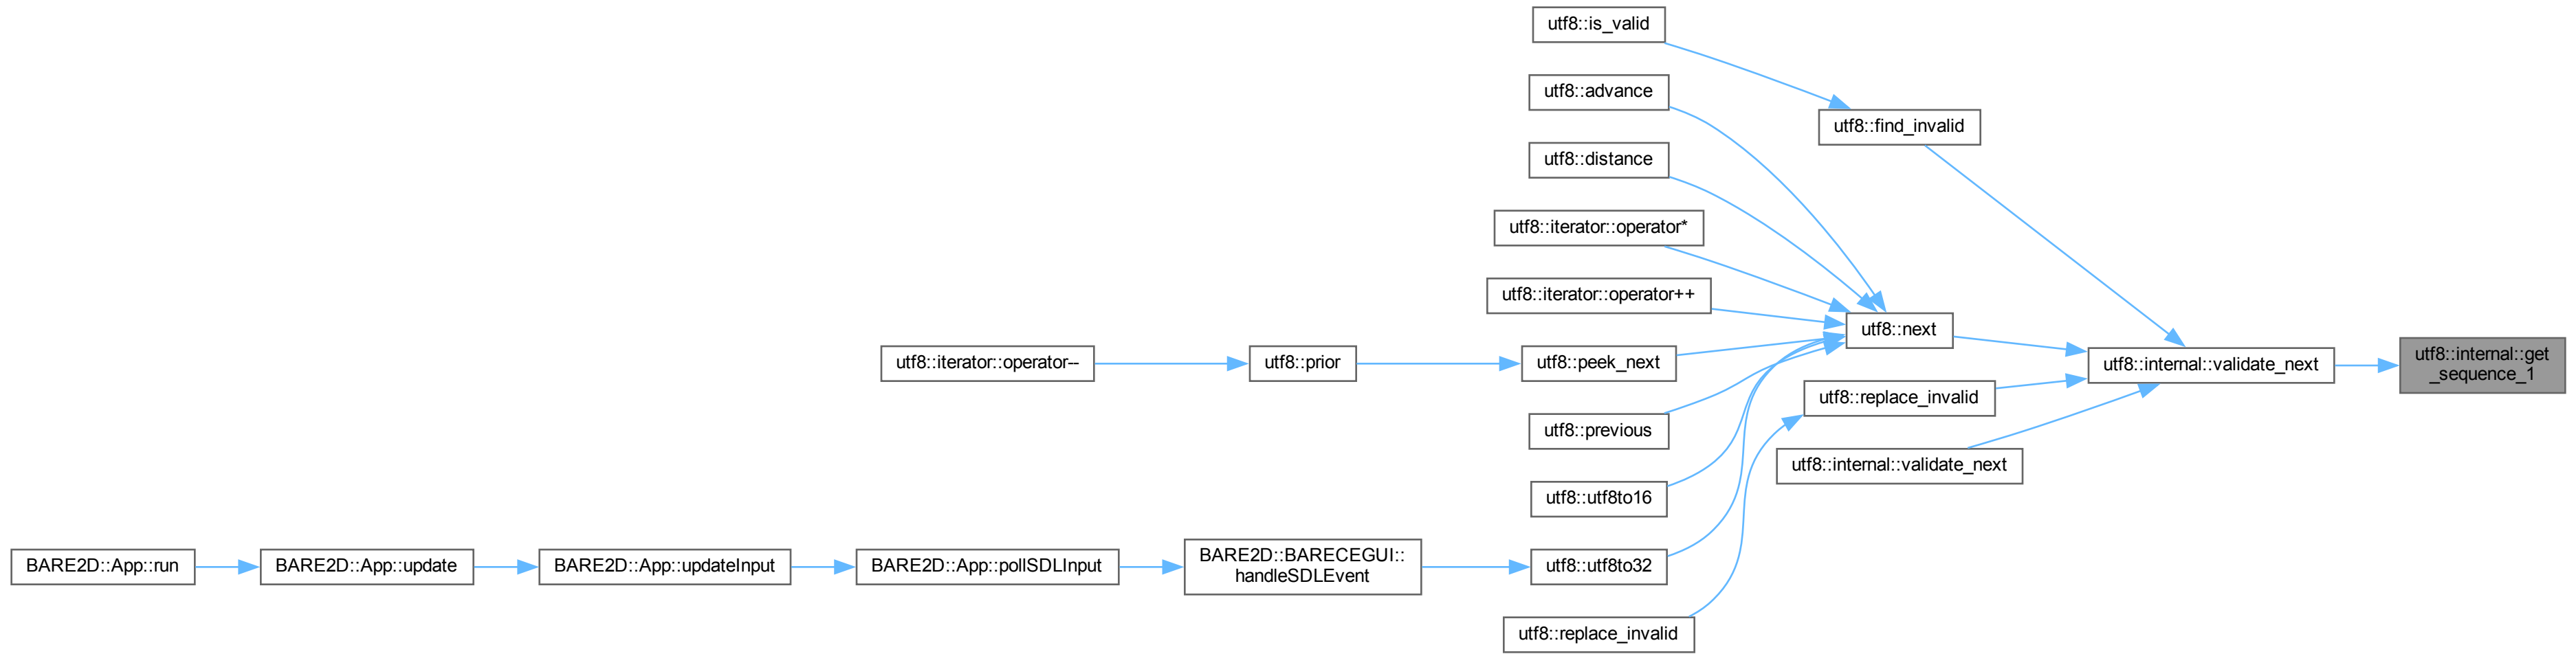 utf8::is_valid
utf8::advance
utf8::find_invalid
utf8::distance
utf8::iterator::operator*
utf8::iterator::operator++
utf8::next
utf8::iterator::operator--
utf8::prior
utf8::peek_next
utf8::internal::validate_next
utf8::internal::get
_sequence_1
utf8::replace_invalid
utf8::previous
utf8::internal::validate_next
utf8::utf8to16
BARE2D::App::run
BARE2D::App::update
BARE2D::App::updateInput
BARE2D::App::pollSDLInput
BARE2D::BARECEGUI::
handleSDLEvent
utf8::utf8to32
utf8::replace_invalid